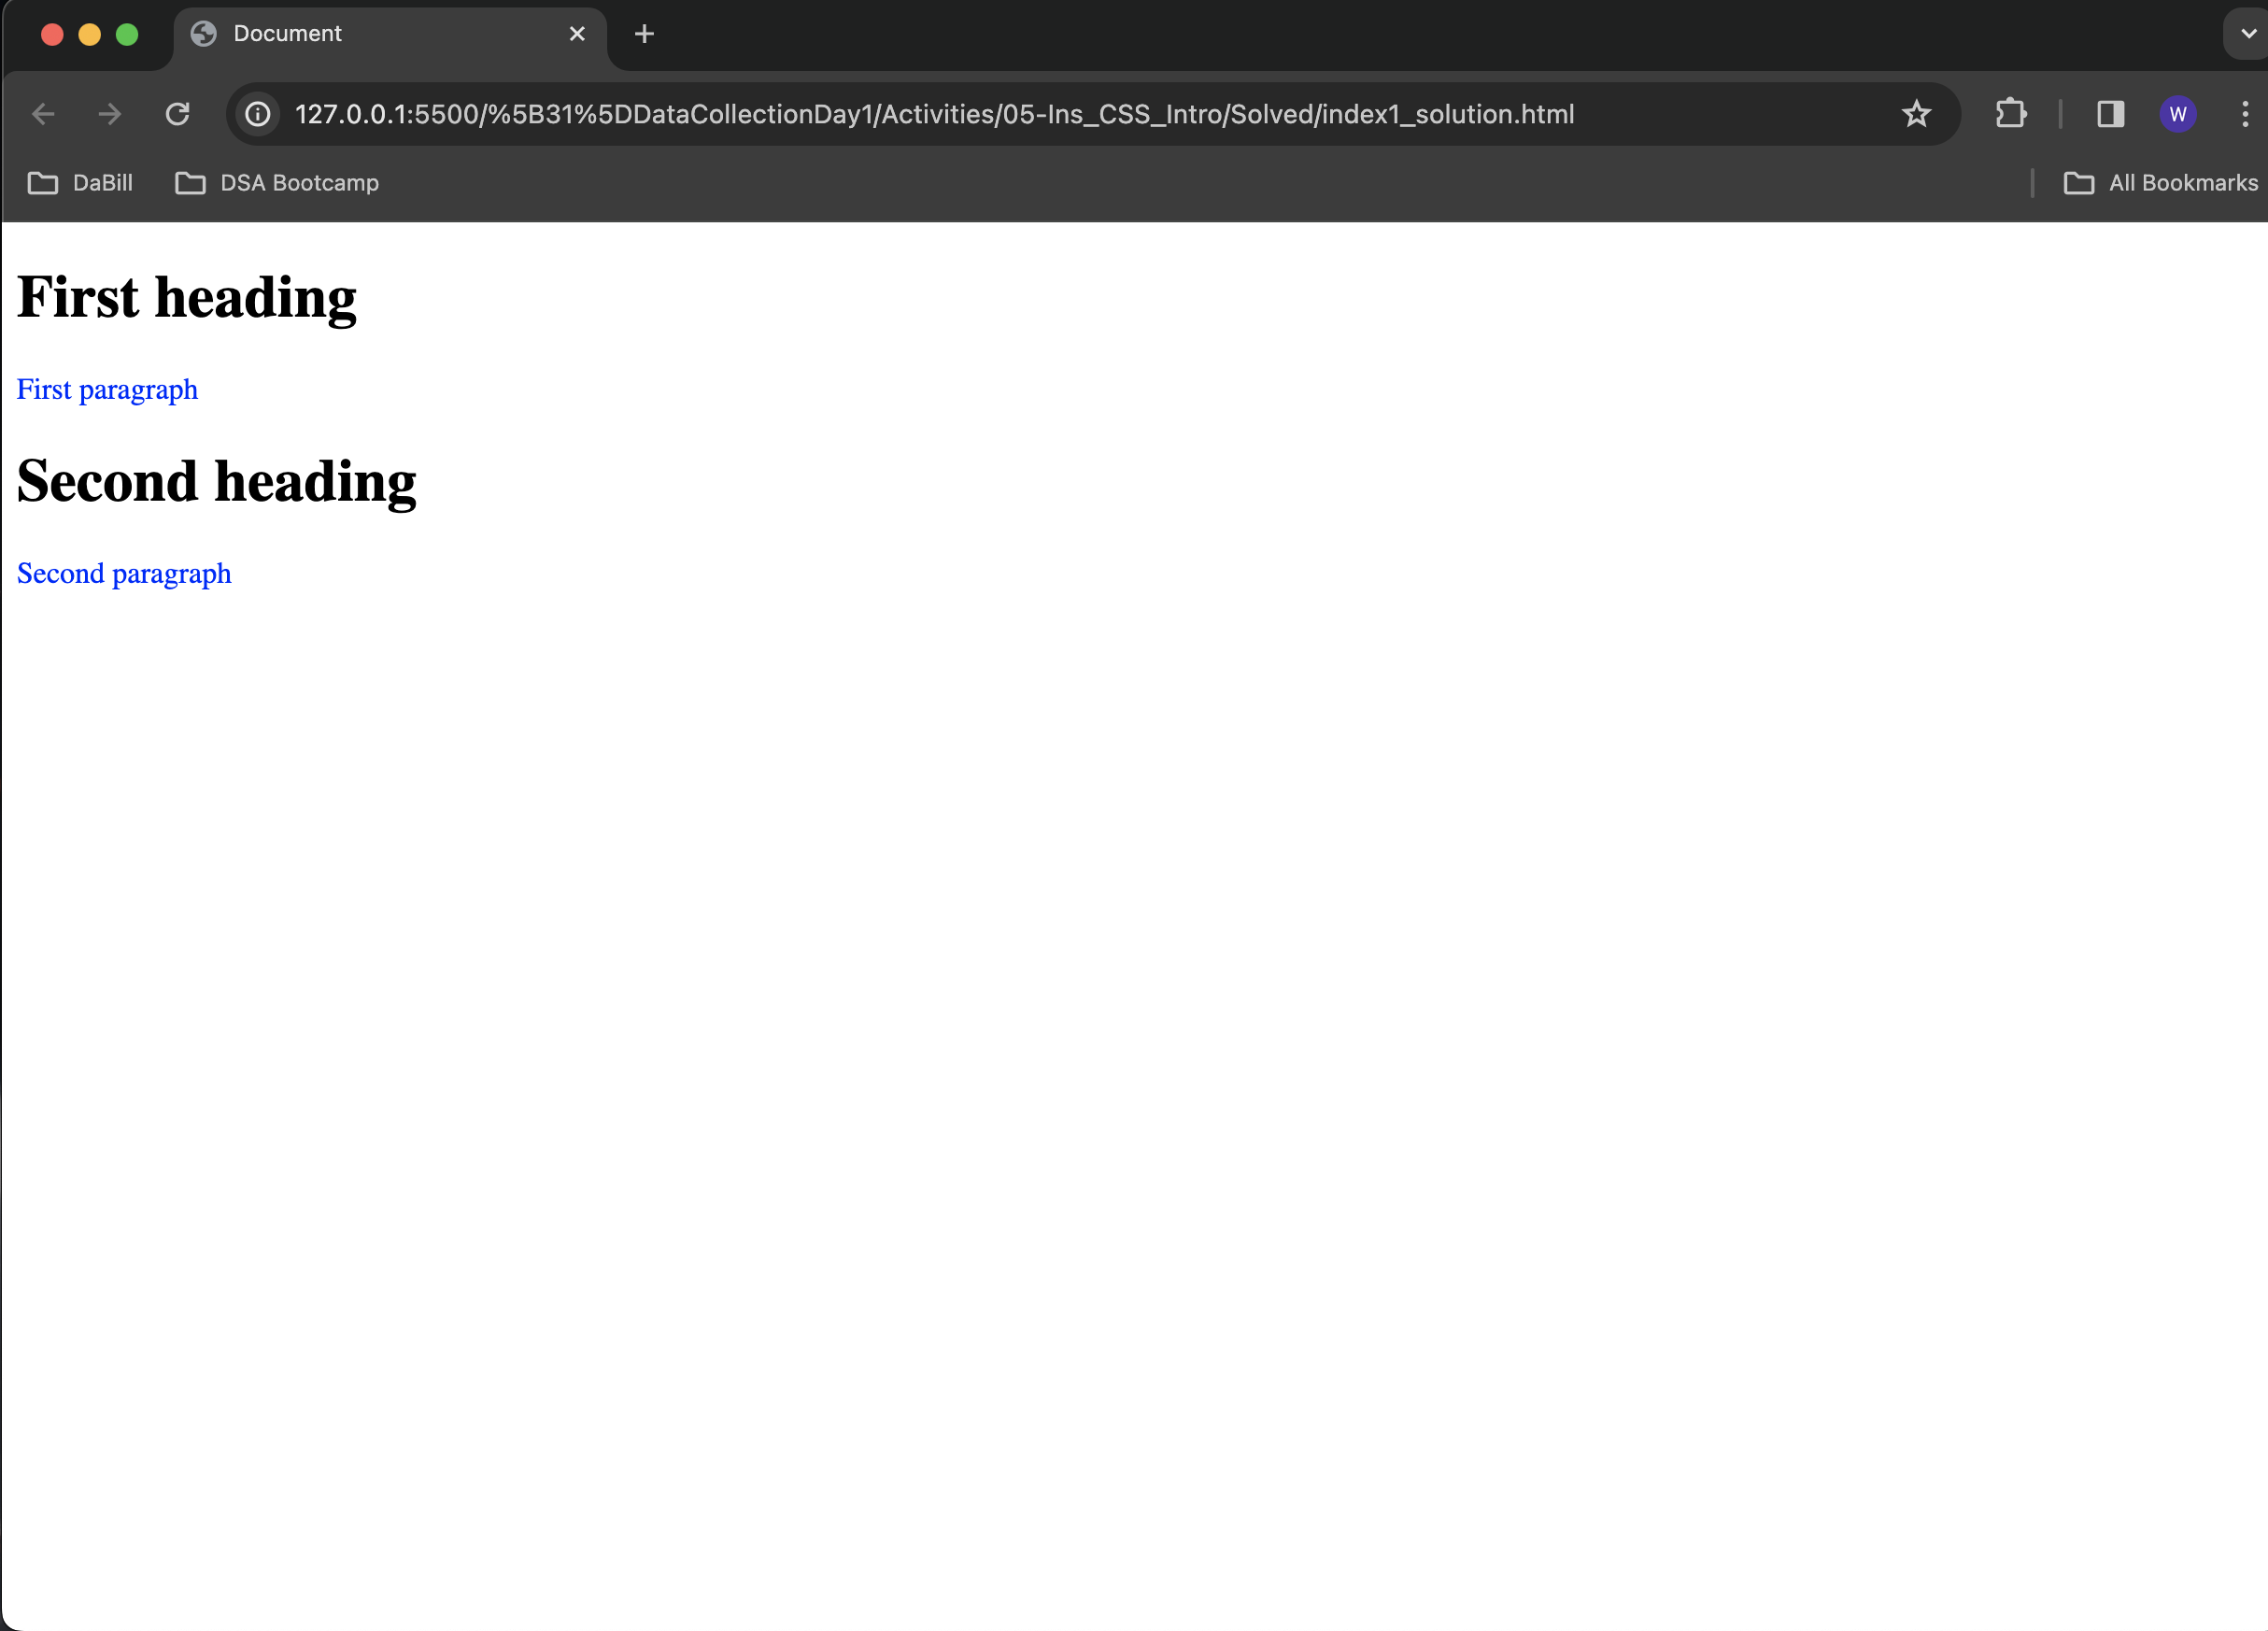 Document
127.0.0.1:5500/%5B31%5DDataCollectionDay1/Activities/05-Ins_CSS_Intro/Solved/index1_solution.html
W
DaBill
DSA Bootcamp
All Bookmarks
First heading
First paragraph
Second heading
Second paragraph